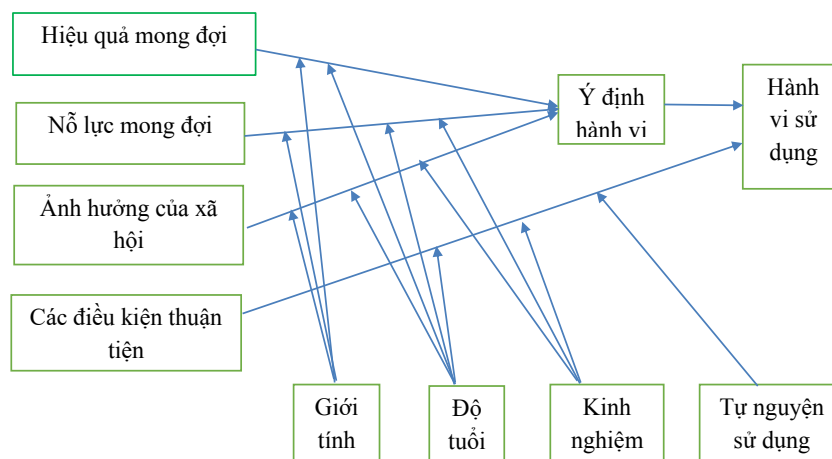 Hiệu quả mong đợi
Nỗ lực mong đợi
Ảnh hưởng của xã
hội
Các điều kiện thuận
tiện
Ý định
hành vi
Hành
vi sử
dụng
Giới
tính
Độ
tuổi
Kinh
nghiệm
Tự nguyện
sử dụng